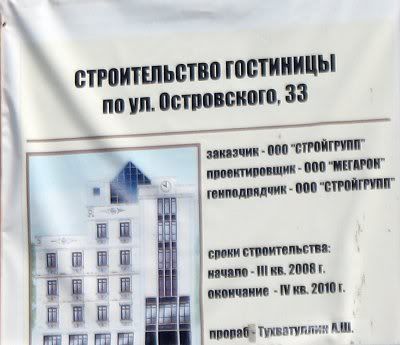 СТРОИТЕЛЬСТВО ГОСТИНИЦЫ
по ул. Островского, 33
заказчик - ООО "СТРОЙГРУПП"
проектировщик - ООО "МЕГАРОК"
генподрядчик - ООО "СТРОЙГРУПП"
сроки строительства:
начало - III кв. 2008 г.
окончание - IV кв. 2010 г.
прораб - Тухватуллин А.Ш.